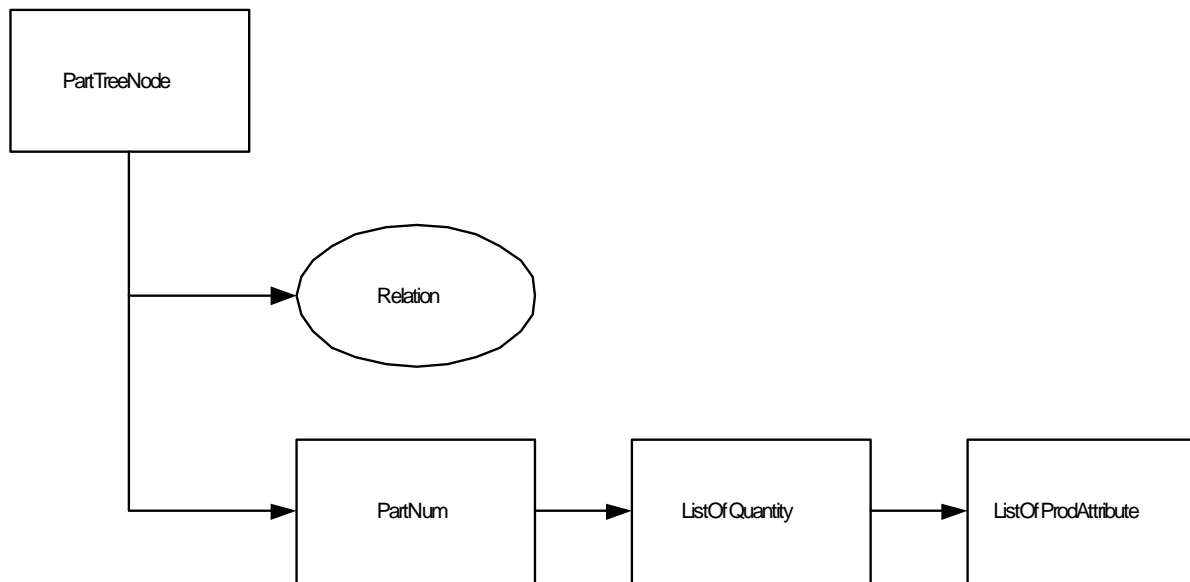 PartTreeNode
Relation
PartNum
ListOfQuantity
ListOfProdAttribute